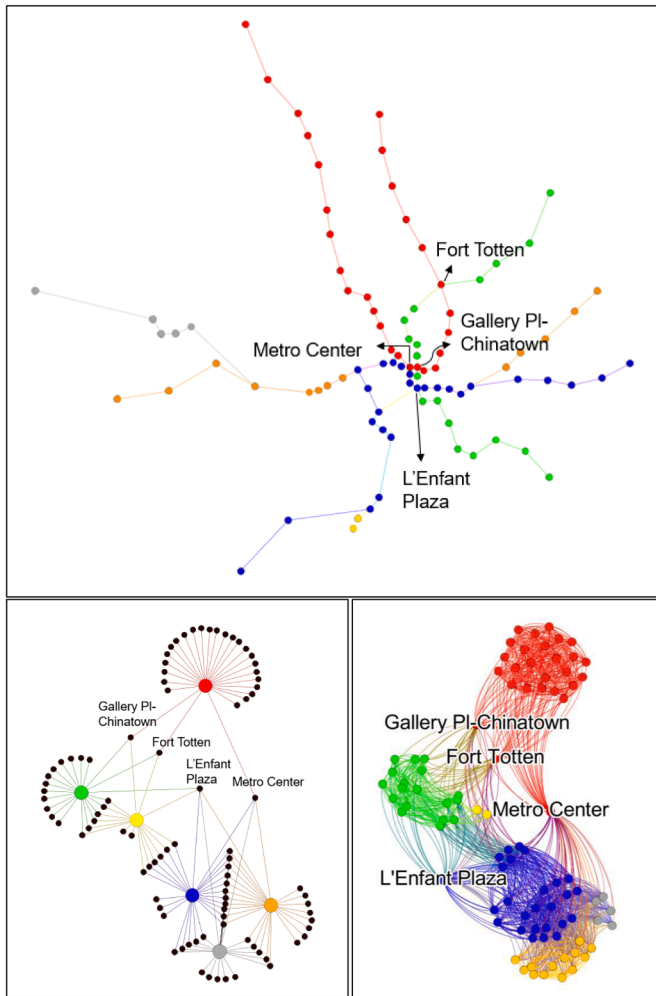 Fort Totten
Gallery Pl-
Chinatown
Metro Center
L'Enfant
Plaza
Gallery Pl-
Chinatown
Fort Totten
L'Enfant
Plaza
Metro Center
Gallery Pl-Chinatown
Fort Totten
Metro Center
L'Enfant Plaza